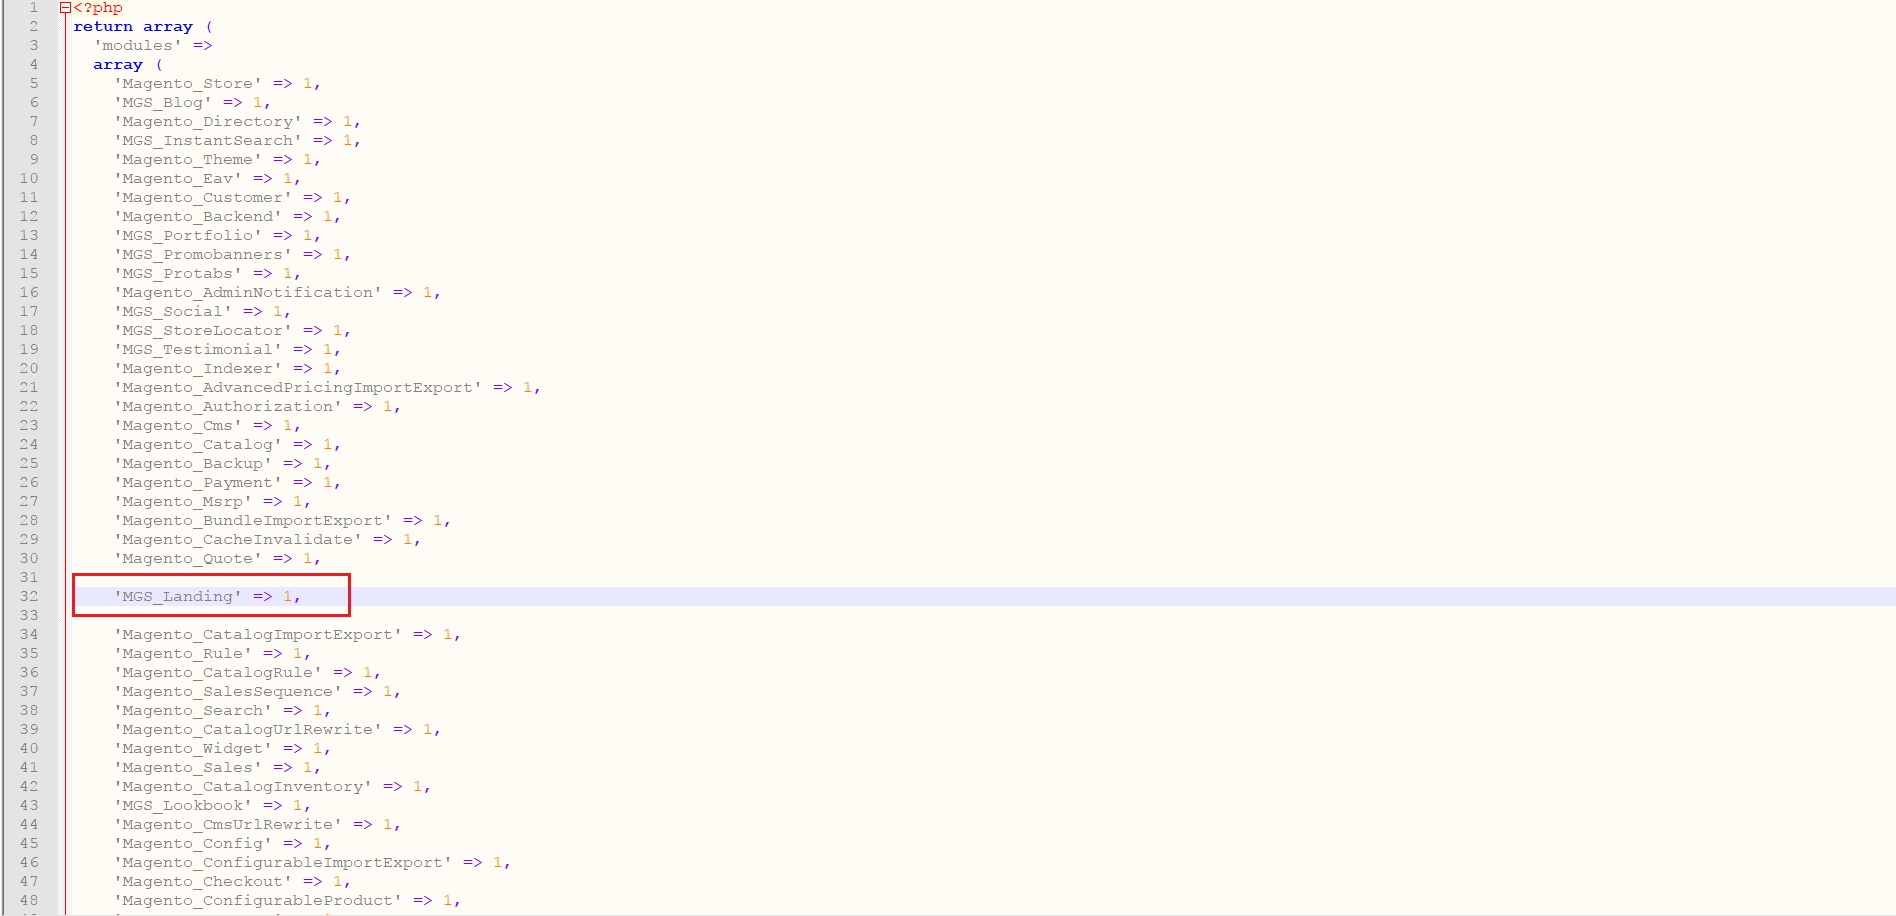 1 <?php
2 return array (
3 'modules' =>
4 array (
5 'Magento_Store' => 1,
6 'MGS_Blog' => 1,
7 'Magento_Directory' => 1,
8 'MGS_InstantSearch' => 1,
9 'Magento_Theme' => 1,
10 'Magento_Eav' => 1,
11 'Magento_Customer' => 1,
12 'Magento_Backend' => 1,
13 'MGS_Portfolio' => 1,
14 'MGS_Promobanners' => 1,
15 'MGS_Protabs' => 1,
16 'Magento_AdminNotification' => 1,
17 'MGS_Social' => 1,
18 'MGS_StoreLocator' => 1,
19 'MGS_Testimonial' => 1,
20 'Magento_Indexer' => 1,
21 'Magento_AdvancedPricingImportExport' => 1,
22 'Magento_Authorization' => 1,
23 'Magento_Cms' => 1,
24 'Magento_Catalog' => 1,
25 'Magento_Backup' => 1,
26 'Magento_Payment' => 1,
27 'Magento_Msrp' => 1,
28 'Magento_BundleImportExport' => 1,
29 'Magento_CacheInvalidate' => 1,
30 'Magento_Quote' => 1,
31
32 'MGS_Landing' => 1,
33
34 'Magento_CatalogImportExport' => 1,
35 'Magento_Rule' => 1,
36 'Magento_CatalogRule' => 1,
37 'Magento_SalesSequence' => 1,
38 'Magento_Search' => 1,
39 'Magento_CatalogUrlRewrite' => 1,
40 'Magento_Widget' => 1,
41 'Magento_Sales' => 1,
42 'Magento_CatalogInventory' => 1,
43 'MGS_Lookbook' => 1,
44 'Magento_CmsUrlRewrite' => 1,
45 'Magento_Config' => 1,
46 'Magento_ConfigurableImportExport' => 1,
47 'Magento_Checkout' => 1,
48 'Magento_ConfigurableProduct' => 1,